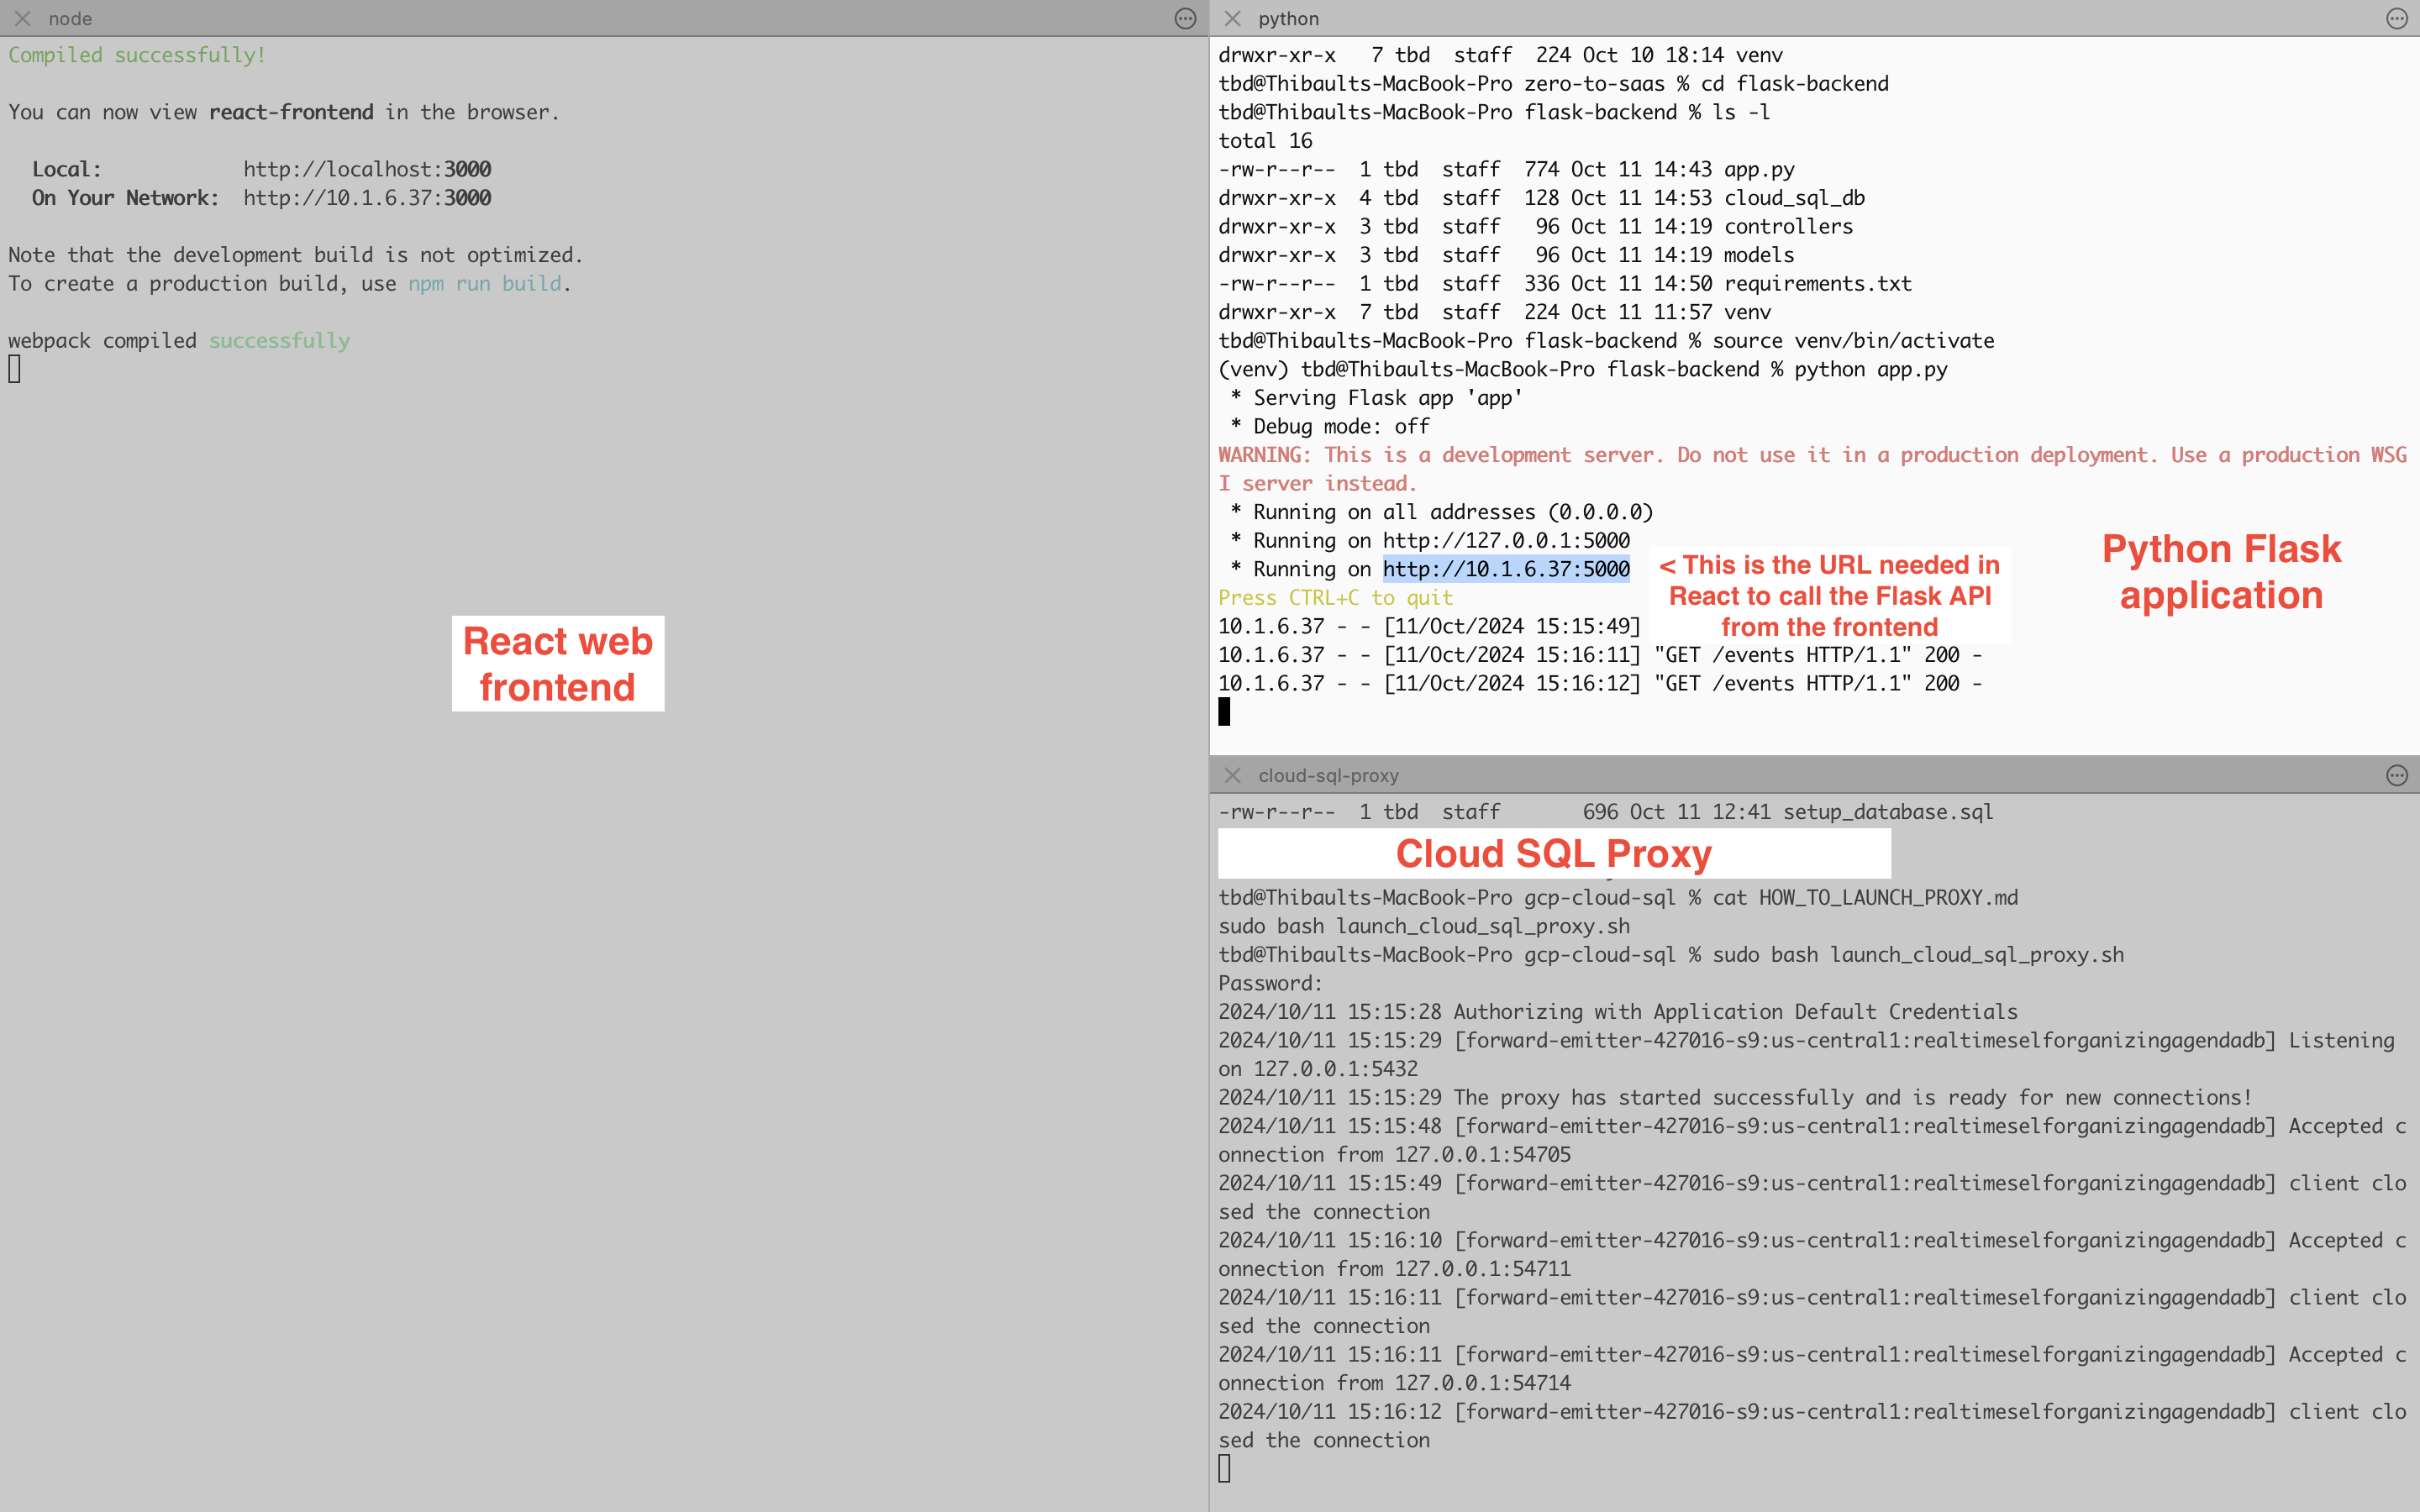 node
Compiled successfully!
You can now view react-frontend in the browser.
Local:            http://localhost:3000
On Your Network:  http://10.1.6.37:3000
Note that the development build is not optimized.
To create a production build, use npm run build.
webpack compiled successfully
React web
frontend
python
drwxr-xr-x   7 tbd  staff  224 Oct 10 18:14 venv
tbd@Thibaults-MacBook-Pro zero-to-saas % cd flask-backend
tbd@Thibaults-MacBook-Pro flask-backend % ls -l
total 16
-rw-r--r--  1 tbd  staff  774 Oct 11 14:43 app.py
drwxr-xr-x  4 tbd  staff  128 Oct 11 14:53 cloud_sql_db
drwxr-xr-x  3 tbd  staff   96 Oct 11 14:19 controllers
drwxr-xr-x  3 tbd  staff   96 Oct 11 14:19 models
-rw-r--r--  1 tbd  staff  336 Oct 11 14:50 requirements.txt
drwxr-xr-x  7 tbd  staff  224 Oct 11 11:57 venv
tbd@Thibaults-MacBook-Pro flask-backend % source venv/bin/activate
(venv) tbd@Thibaults-MacBook-Pro flask-backend % python app.py
 * Serving Flask app 'app'
 * Debug mode: off
WARNING: This is a development server. Do not use it in a production deployment. Use a production WSG
I server instead.
 * Running on all addresses (0.0.0.0)
 * Running on http://127.0.0.1:5000
 * Running on http://10.1.6.37:5000
Press CTRL+C to quit
10.1.6.37 - - [11/Oct/2024 15:15:49]
10.1.6.37 - - [11/Oct/2024 15:16:11] "GET /events HTTP/1.1" 200 -
10.1.6.37 - - [11/Oct/2024 15:16:12] "GET /events HTTP/1.1" 200 -
< This is the URL needed in
React to call the Flask API
from the frontend
Python Flask
application
cloud-sql-proxy
-rw-r--r--  1 tbd  staff       696 Oct 11 12:41 setup_database.sql
Cloud SQL Proxy
tbd@Thibaults-MacBook-Pro gcp-cloud-sql % cat HOW_TO_LAUNCH_PROXY.md
sudo bash launch_cloud_sql_proxy.sh
tbd@Thibaults-MacBook-Pro gcp-cloud-sql % sudo bash launch_cloud_sql_proxy.sh
Password:
2024/10/11 15:15:28 Authorizing with Application Default Credentials
2024/10/11 15:15:29 [forward-emitter-427016-s9:us-central1:realtimeselforganizingagendadb] Listening
on 127.0.0.1:5432
2024/10/11 15:15:29 The proxy has started successfully and is ready for new connections!
2024/10/11 15:15:48 [forward-emitter-427016-s9:us-central1:realtimeselforganizingagendadb] Accepted c
onnection from 127.0.0.1:54705
2024/10/11 15:15:49 [forward-emitter-427016-s9:us-central1:realtimeselforganizingagendadb] client clo
sed the connection
2024/10/11 15:16:10 [forward-emitter-427016-s9:us-central1:realtimeselforganizingagendadb] Accepted c
onnection from 127.0.0.1:54711
2024/10/11 15:16:11 [forward-emitter-427016-s9:us-central1:realtimeselforganizingagendadb] client clo
sed the connection
2024/10/11 15:16:11 [forward-emitter-427016-s9:us-central1:realtimeselforganizingagendadb] Accepted c
onnection from 127.0.0.1:54714
2024/10/11 15:16:12 [forward-emitter-427016-s9:us-central1:realtimeselforganizingagendadb] client clo
sed the connection